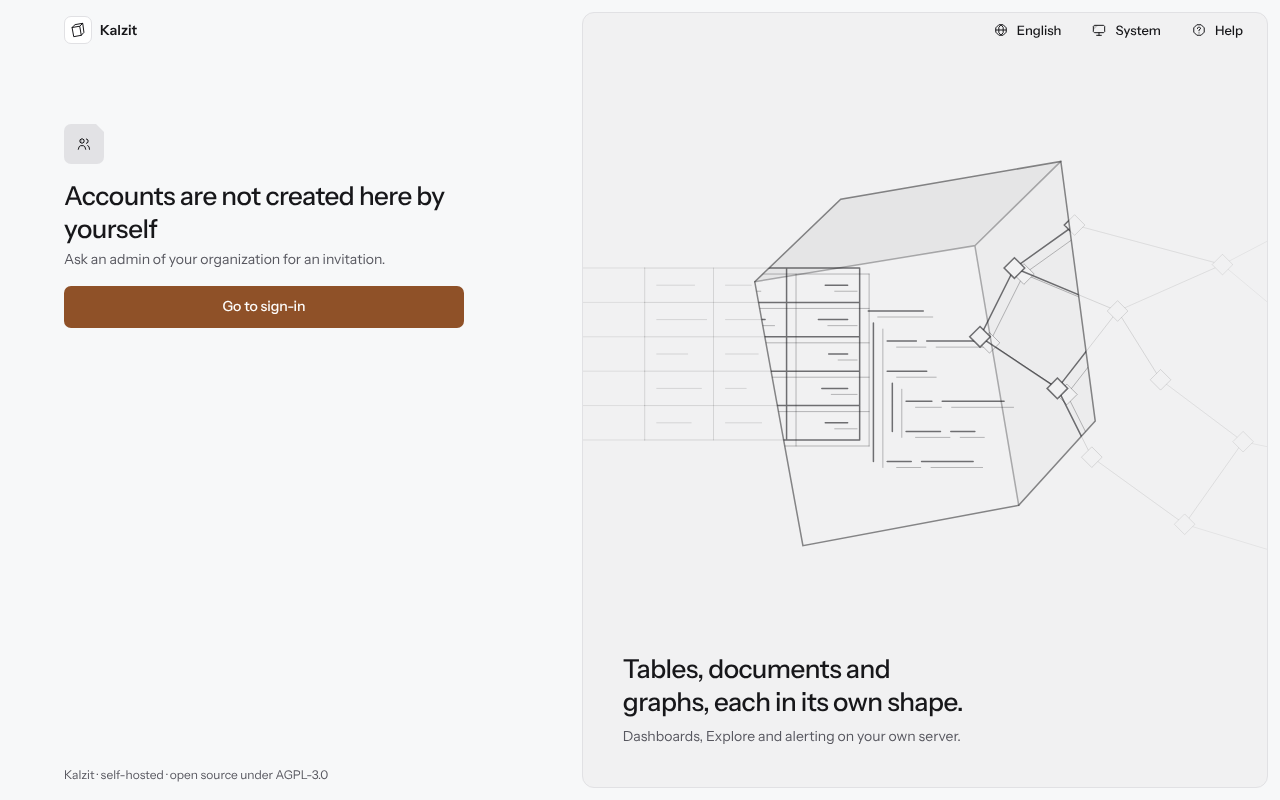 Kalzit
English
System
Help
Accounts are not created here by
yourself
Ask an admin of your organization for an invitation.
Go to sign-in
Tables, documents and
graphs, each in its own shape.
Dashboards, Explore and alerting on your own server.
Kalzit · self-hosted · open source under AGPL-3.0